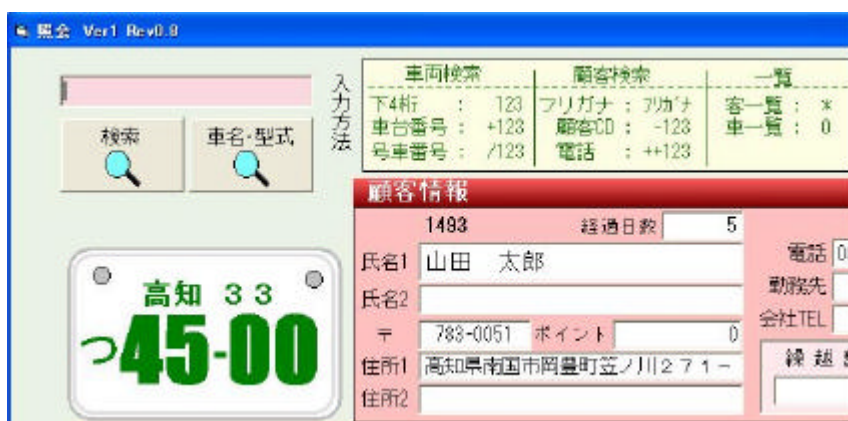 照会 Ver1 Rev0.8
検索
車名・型式
入力方法
車両検索 顧客検索 一覧
下4桁 : 123 フリガナ : フリガナ 客一覧 : *
車台番号 : +123 顧客CD : -123 車一覧 : 0
号車番号 : /123 電話 : ++123
顧客情報
1493 経過日数 5
氏名1 山田 太郎
電話 0
氏名2
勤務先
〒 783-0051 ポイント 0
会社TEL
住所1 高知県南国市岡豊町笠ノ川271-
繰越
住所2
高知 33
つ 45-00